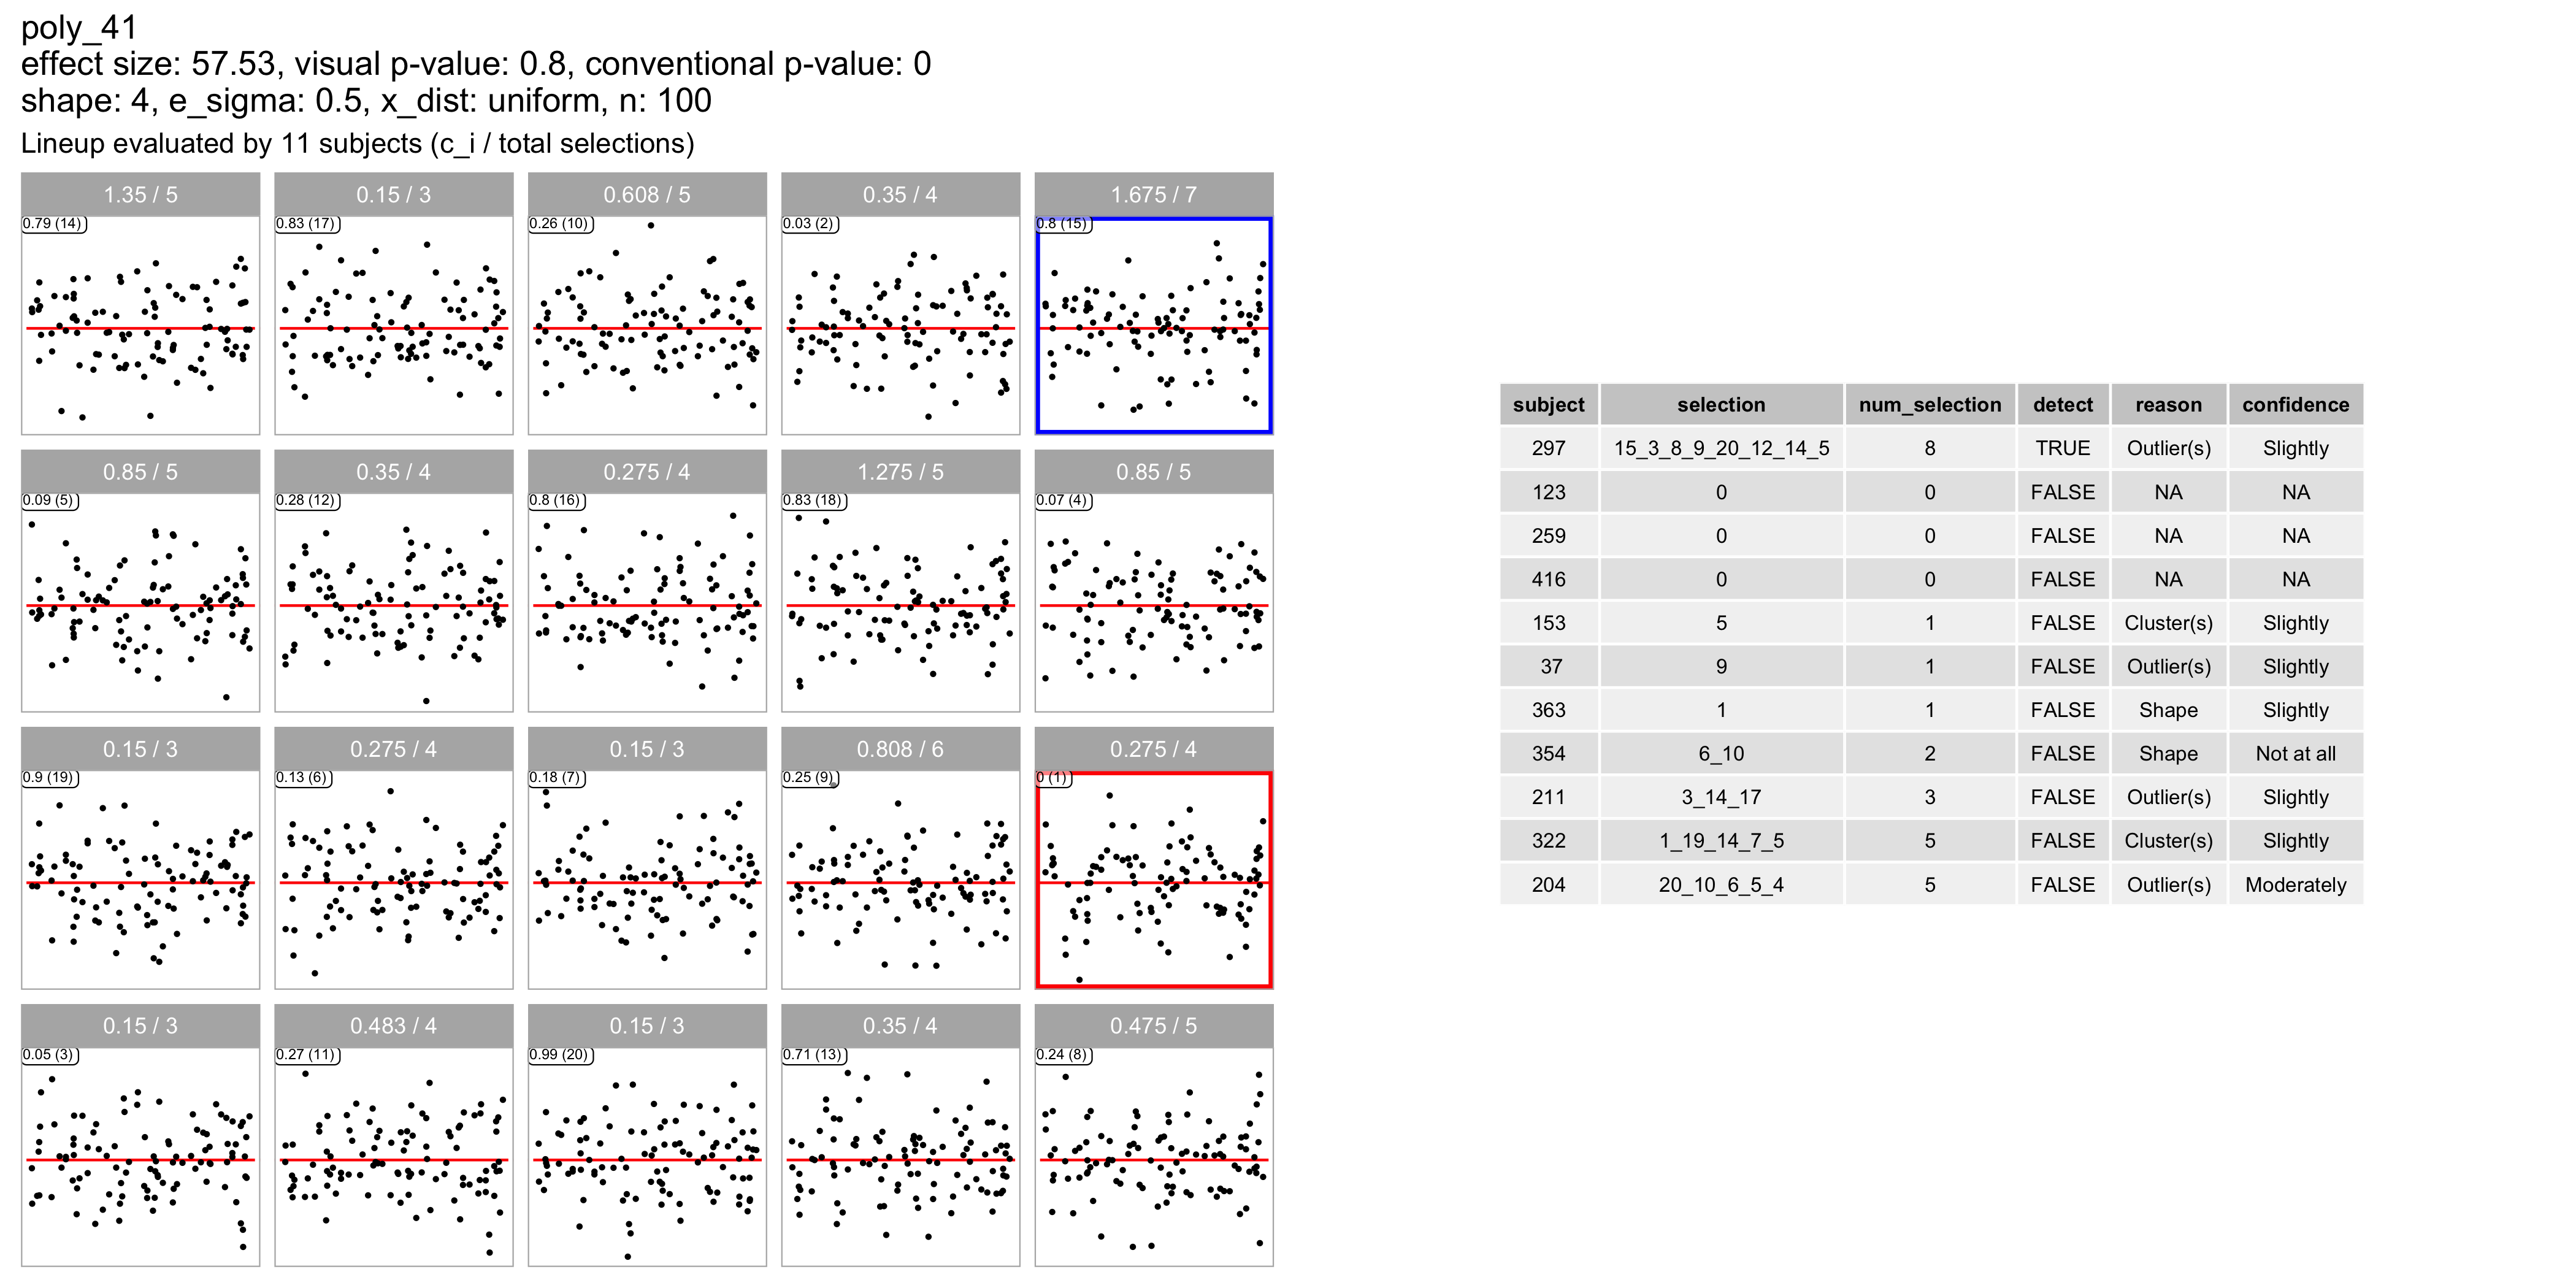 poly_41
effect size: 57.53, visual p-value: 0.8, conventional p-value: 0
shape: 4, e_sigma: 0.5, x_dist: uniform, n: 100
Lineup evaluated by 11 subjects (c_i / total selections)
1.35 / 5 0.15 / 3 0.608 / 5 0.35 / 4 1.675 / 7
0.79 (14) 0.83 (17) 0.26 (10) 0.03 (2) 0.8 (15)
0.85 / 5 0.35 / 4 0.275 / 4 1.275 / 5 0.85 / 5
0.09 (5) 0.28 (12) 0.8 (16) 0.83 (18) 0.07 (4)
0.15 / 3 0.275 / 4 0.15 / 3 0.808 / 6 0.275 / 4
0.9 (19) 0.13 (6) 0.18 (7) 0.25 (9) 0 (1)
0.15 / 3 0.483 / 4 0.15 / 3 0.35 / 4 0.475 / 5
0.05 (3) 0.27 (11) 0.99 (20) 0.71 (13) 0.24 (8)
subject selection num_selection detect reason confidence
297 15_3_8_9_20_12_14_5 8 TRUE Outlier(s) Slightly
123 0 0 FALSE NA NA
259 0 0 FALSE NA NA
416 0 0 FALSE NA NA
153 5 1 FALSE Cluster(s) Slightly
37 9 1 FALSE Outlier(s) Slightly
363 1 1 FALSE Shape Slightly
354 6_10 2 FALSE Shape Not at all
211 3_14_17 3 FALSE Outlier(s) Slightly
322 1_19_14_7_5 5 FALSE Cluster(s) Slightly
204 20_10_6_5_4 5 FALSE Outlier(s) Moderately